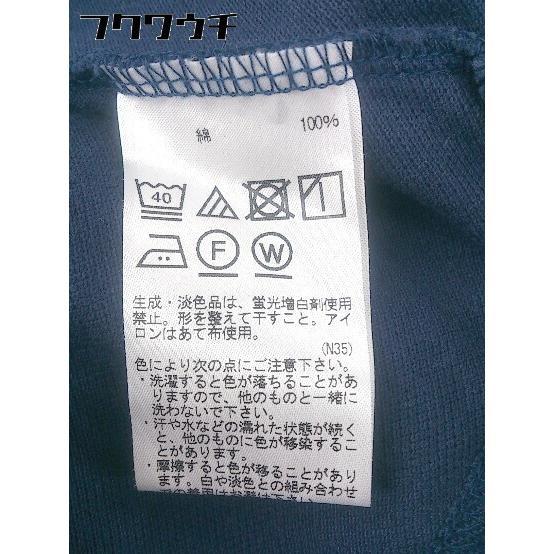 フクワウチ
綿 100%
40
F W
生成・淡色品は、蛍光増白剤使用
禁止。形を整えて干すこと。アイ
ロンはあて布使用。
(N35)
色により次の点にご注意下さい。
・洗濯すると色が落ちることがあ
りますので、他のものと一緒に
洗わないで下さい。
・汗や水などの濡れた状態が続く
と、他のものに色が移染するこ
とがあります。
・摩擦すると色が移ることがあり
ます。白や淡色との組み合わせ